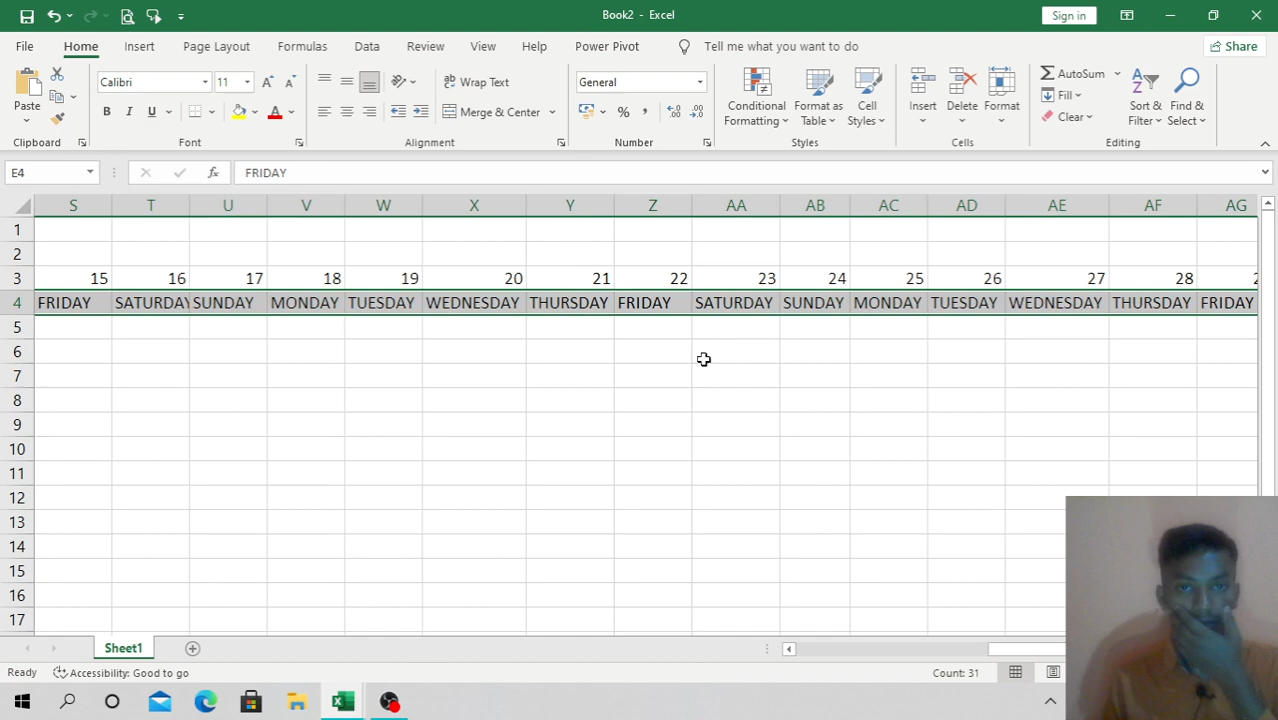 Book2 - Excel
Sign in
File Home Insert Page Layout Formulas Data Review View Help Power Pivot Tell me what you want to do Share
Paste
Clipboard
Calibri 11
B I U
Font
Wrap Text
Merge & Center
Alignment
General
Number
Conditional Formatting
Format as Table
Cell Styles
Styles
Insert Delete Format
Cells
AutoSum
Fill
Clear
Sort & Filter
Find & Select
Editing
E4 fx FRIDAY
S T U V W X Y Z AA AB AC AD AE AF AG
1
2
3 15 16 17 18 19 20 21 22 23 24 25 26 27 28
4 FRIDAY SATURDAY SUNDAY MONDAY TUESDAY WEDNESDAY THURSDAY FRIDAY SATURDAY SUNDAY MONDAY TUESDAY WEDNESDAY THURSDAY FRIDAY
5
6
7
8
9
10
11
12
13
14
15
16
17
Sheet1
Ready Accessibility: Good to go Count: 31